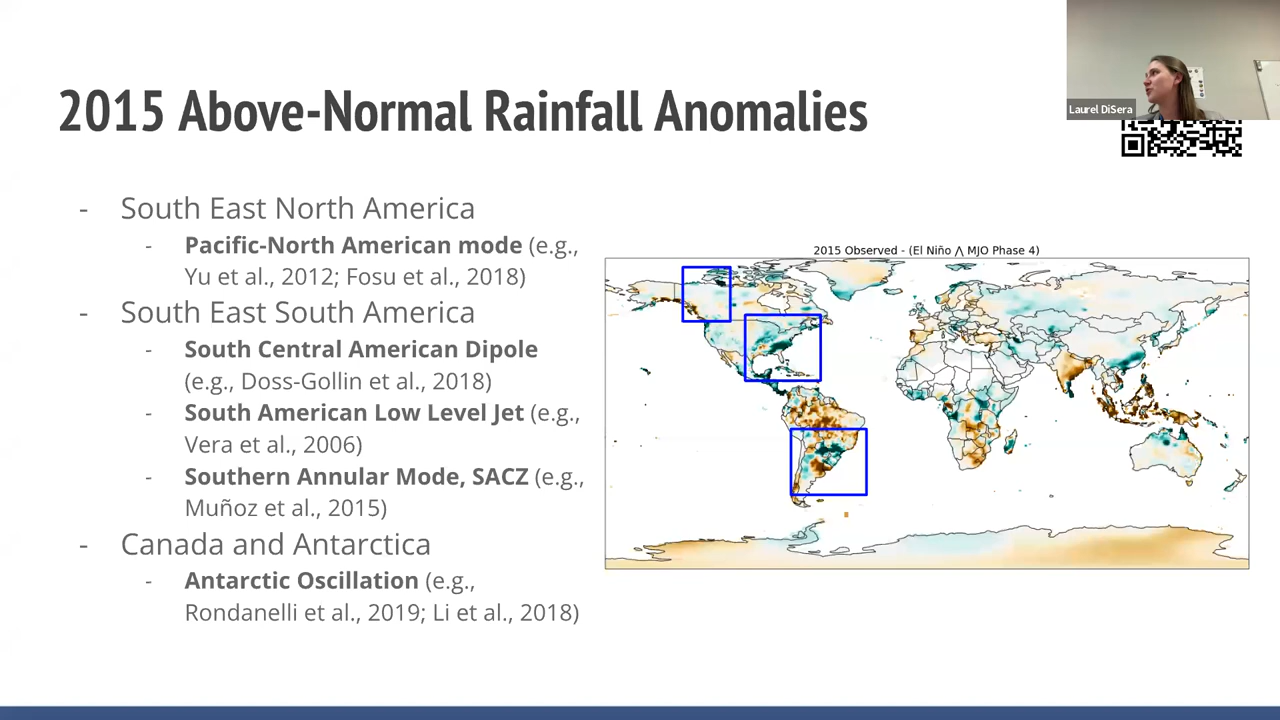 Laurel DiSera
2015 Above-Normal Rainfall Anomalies
- South East North America
- Pacific-North American mode (e.g.,
Yu et al., 2012; Fosu et al., 2018)
- South East South America
- South Central American Dipole
(e.g., Doss-Gollin et al., 2018)
- South American Low Level Jet (e.g.,
Vera et al., 2006)
- Southern Annular Mode, SACZ (e.g.,
Muñoz et al., 2015)
- Canada and Antarctica
- Antarctic Oscillation (e.g.,
Rondanelli et al., 2019; Li et al., 2018)
2015 Observed - (El Niño ⋀ MJO Phase 4)